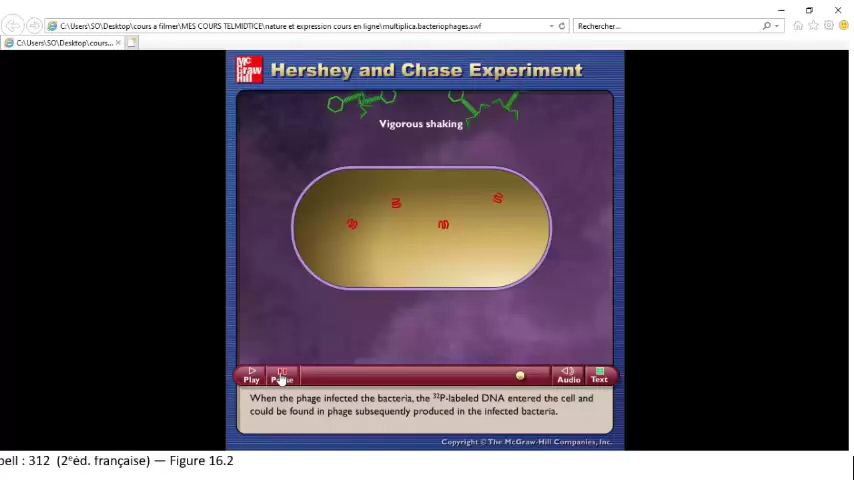 C:\Users\SO\Desktop\cours a filmer\MES COURS TELMIDTICE\nature et expression cours en ligne\multiplica.bacteriophages.swf
Rechercher...
C:\Users\SO\Desktop\cours...
Mc
Graw
Hill
Hershey and Chase Experiment
Vigorous shaking
Play
Pause
Audio
Text
When the phage infected the bacteria, the ³²P-labeled DNA entered the cell and
could be found in phage subsequently produced in the infected bacteria.
Copyright © The McGraw-Hill Companies, Inc.
pell : 312 (2ᵉéd. française) — Figure 16.2